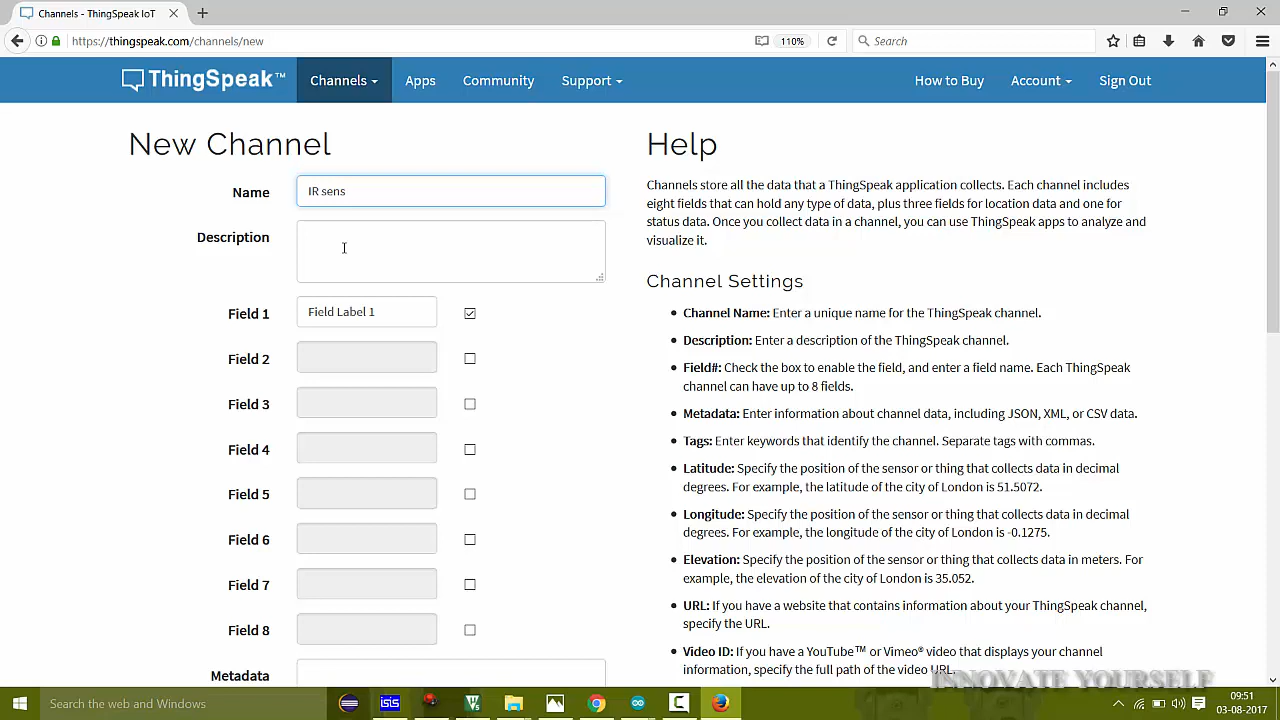 Channels - ThingSpeak IoT
https://thingspeak.com/channels/new
110%
Search
ThingSpeak™
Channels
Apps
Community
Support
How to Buy
Account
Sign Out
New Channel
Name
IR sens
Description
Field 1
Field Label 1
Field 2
Field 3
Field 4
Field 5
Field 6
Field 7
Field 8
Metadata
Help
Channels store all the data that a ThingSpeak application collects. Each channel includes
eight fields that can hold any type of data, plus three fields for location data and one for
status data. Once you collect data in a channel, you can use ThingSpeak apps to analyze and
visualize it.
Channel Settings
• Channel Name: Enter a unique name for the ThingSpeak channel.
• Description: Enter a description of the ThingSpeak channel.
• Field#: Check the box to enable the field, and enter a field name. Each ThingSpeak
channel can have up to 8 fields.
• Metadata: Enter information about channel data, including JSON, XML, or CSV data.
• Tags: Enter keywords that identify the channel. Separate tags with commas.
• Latitude: Specify the position of the sensor or thing that collects data in decimal
degrees. For example, the latitude of the city of London is 51.5072.
• Longitude: Specify the position of the sensor or thing that collects data in decimal
degrees. For example, the longitude of the city of London is -0.1275.
• Elevation: Specify the position of the sensor or thing that collects data in meters. For
example, the elevation of the city of London is 35.052.
• URL: If you have a website that contains information about your ThingSpeak channel,
specify the URL.
• Video ID: If you have a YouTube™ or Vimeo® video that displays your channel
information, specify the full path of the video URL.
INNOVATE YOURSELF
Search the web and Windows
isis
09:51
03-08-2017